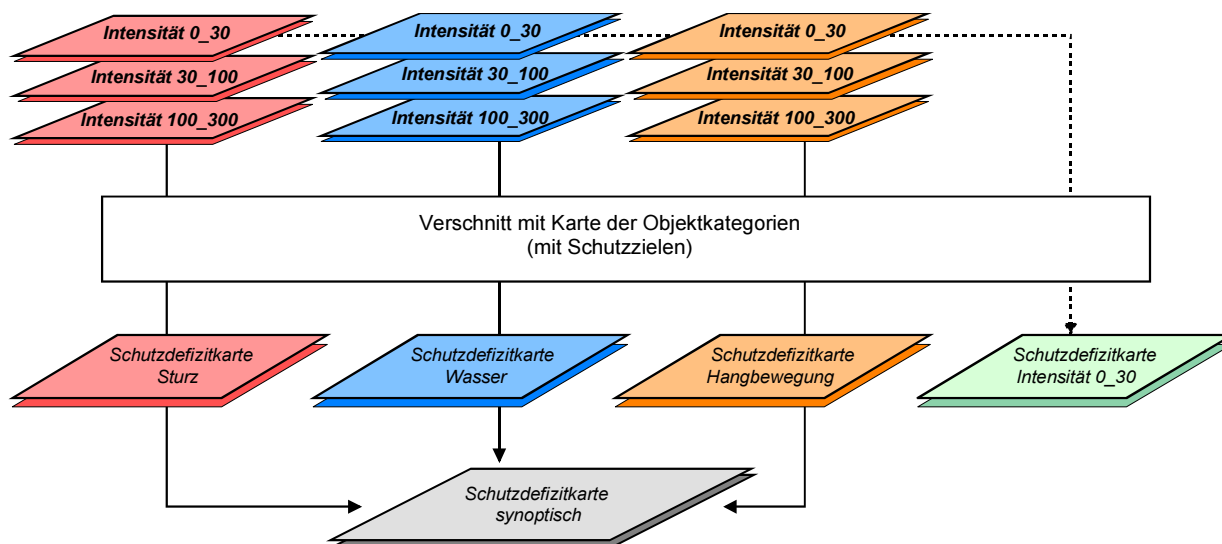 Intensität 0_30
Intensität 0_30
Intensität 0_30
Intensität 30_100
Intensität 30_100
Intensität 30_100
Intensität 100_300
Intensität 100_300
Intensität 100_300
Verschnitt mit Karte der Objektkategorien
(mit Schutzzielen)
Schutzdefizitkarte
Sturz
Schutzdefizitkarte
Wasser
Schutzdefizitkarte
Hangbewegung
Schutzdefizitkarte
Intensität 0_30
Schutzdefizitkarte
synoptisch